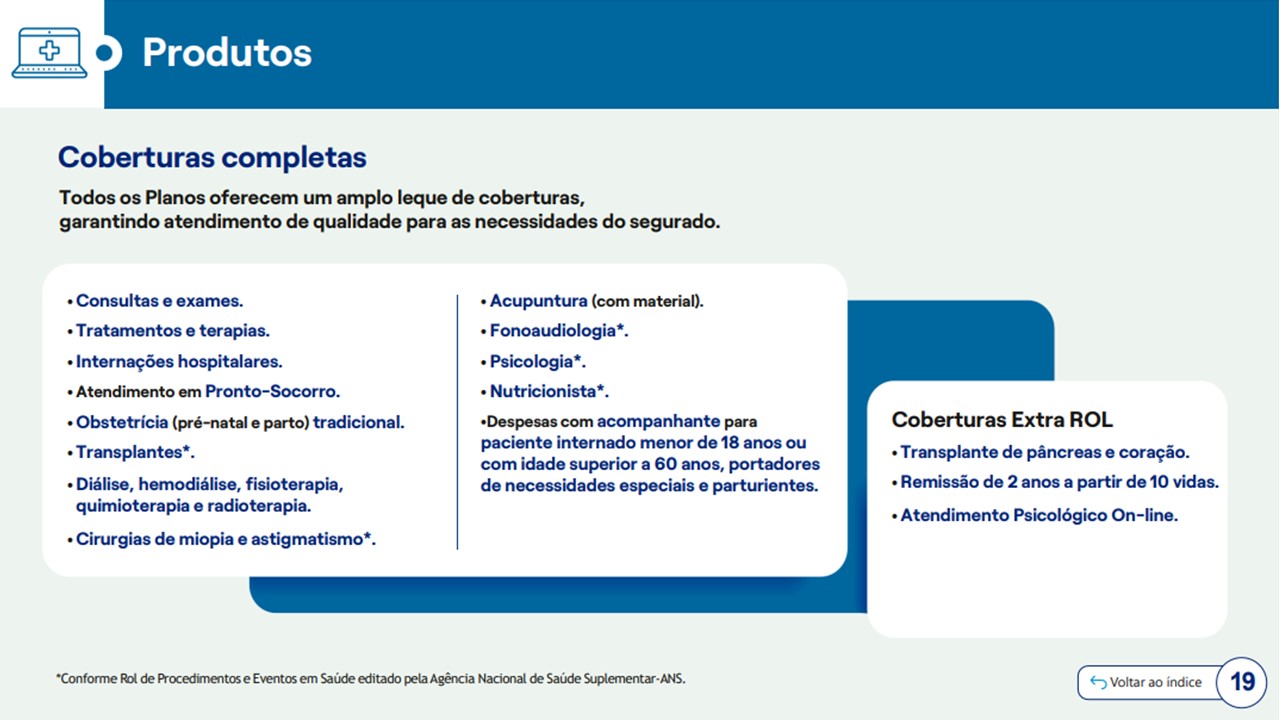 Produtos
Coberturas completas
Todos os Planos oferecem um amplo leque de coberturas,
garantindo atendimento de qualidade para as necessidades do segurado.
• Consultas e exames.
• Tratamentos e terapias.
• Internações hospitalares.
• Atendimento em Pronto-Socorro.
• Obstetrícia (pré-natal e parto) tradicional.
• Transplantes*.
• Diálise, hemodiálise, fisioterapia,
quimioterapia e radioterapia.
• Cirurgias de miopia e astigmatismo*.
• Acupuntura (com material).
• Fonoaudiologia*.
• Psicologia*.
• Nutricionista*.
•Despesas com acompanhante para
paciente internado menor de 18 anos ou
com idade superior a 60 anos, portadores
de necessidades especiais e parturientes.
Coberturas Extra ROL
• Transplante de pâncreas e coração.
• Remissão de 2 anos a partir de 10 vidas.
• Atendimento Psicológico On-line.
*Conforme Rol de Procedimentos e Eventos em Saúde editado pela Agência Nacional de Saúde Suplementar-ANS.
Voltar ao índice
19